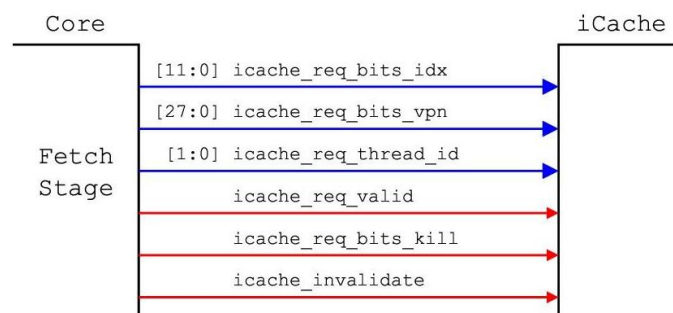 Core
iCache
[11:0] icache_req_bits_idx
[27:0] icache_req_bits_vpn
[1:0] icache_req_thread_id
Fetch
Stage
icache_req_valid
icache_req_bits_kill
icache_invalidate